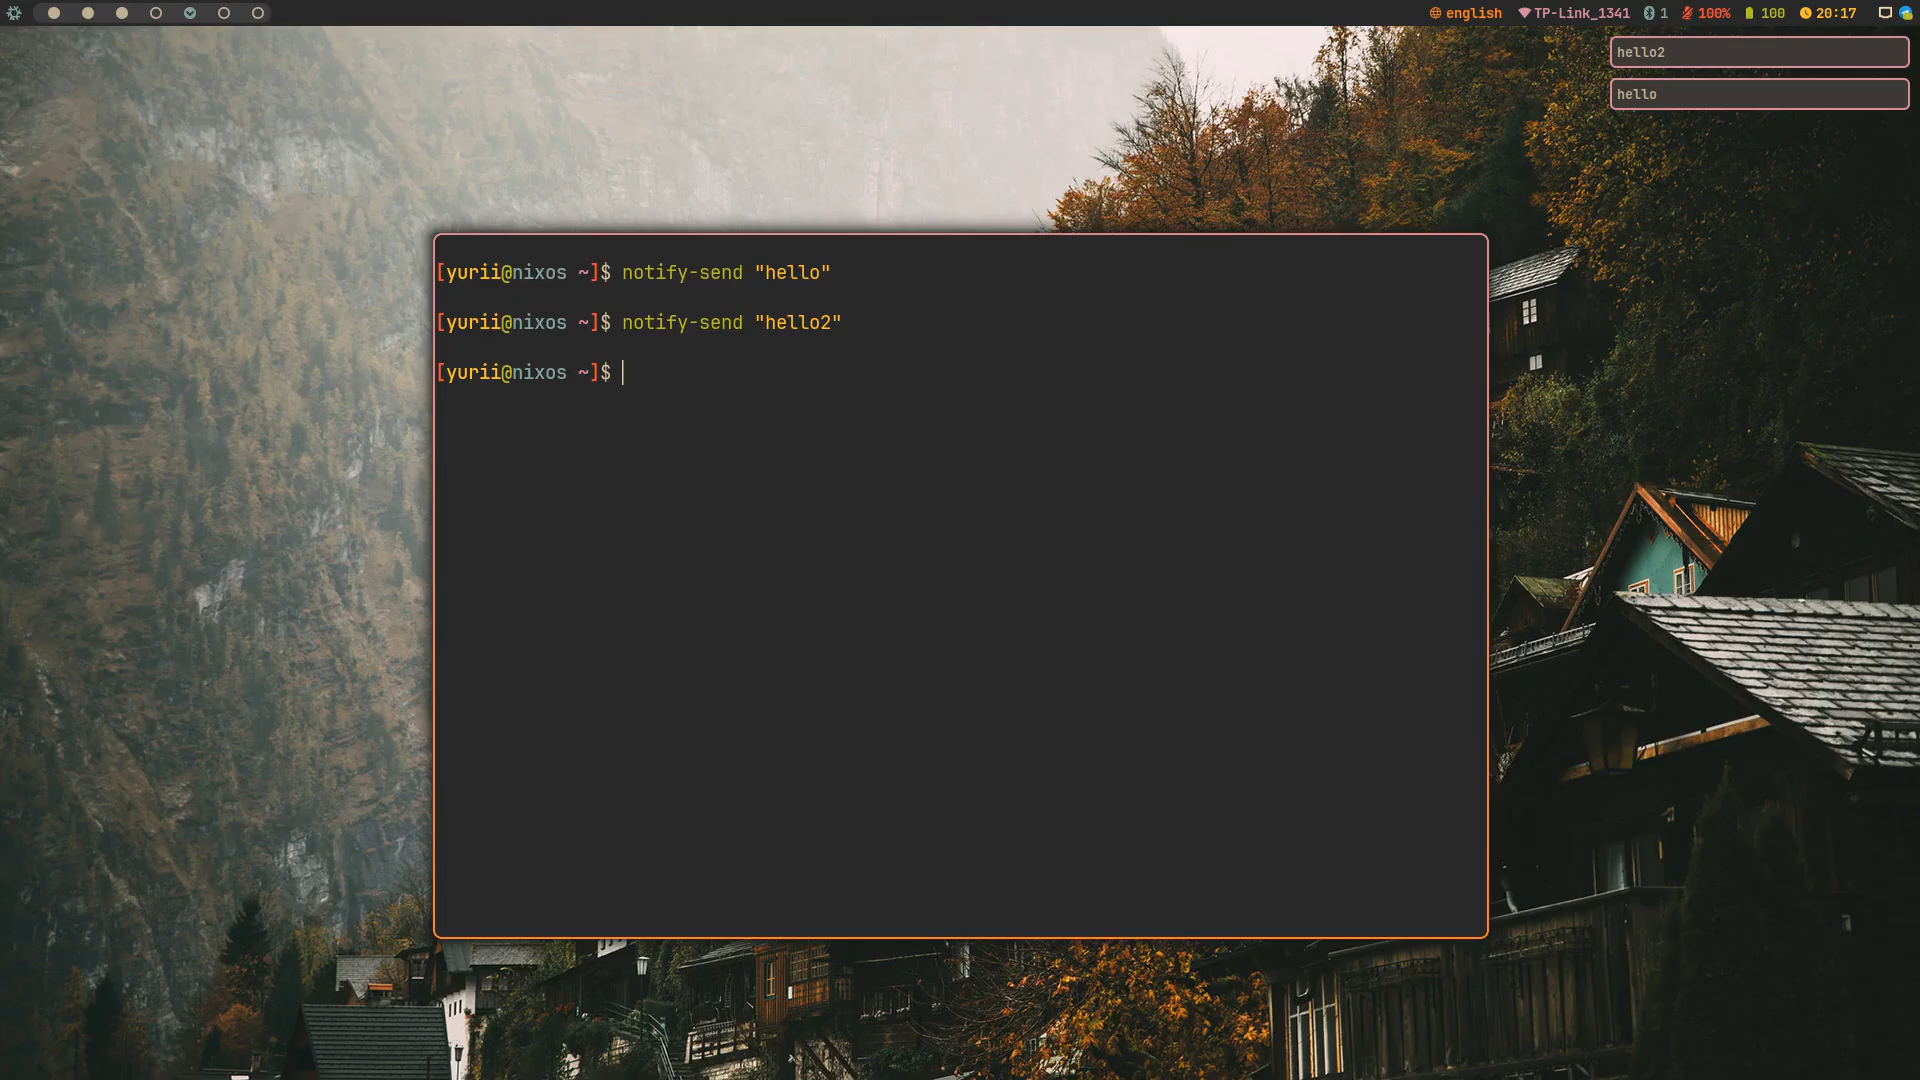 english TP-Link_1341 1 100% 100 20:17
hello2
hello
[yurii@nixos ~]$ notify-send "hello"
[yurii@nixos ~]$ notify-send "hello2"
[yurii@nixos ~]$